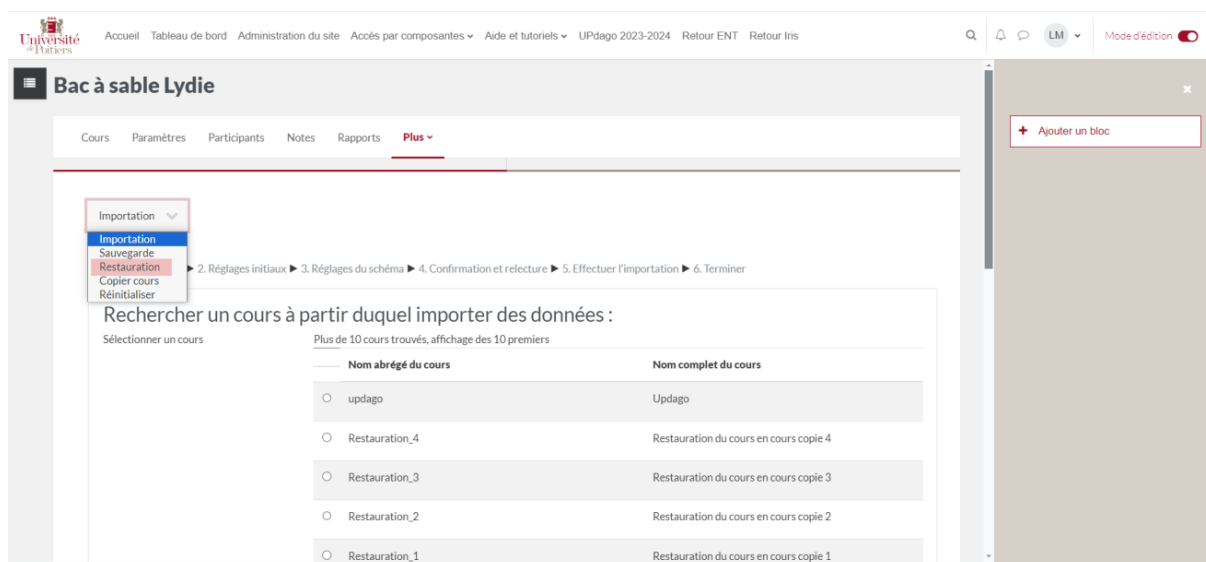 Université de Poitiers
Accueil Tableau de bord Administration du site Accès par composantes Aide et tutoriels UPdago 2023-2024 Retour ENT Retour Iris LM Mode d'édition
Bac à sable Lydie
Cours Paramètres Participants Notes Rapports Plus
+ Ajouter un bloc
Importation
Importation
Sauvegarde
Restauration
Copier cours
Réinitialiser
► 2. Réglages initiaux ► 3. Réglages du schéma ► 4. Confirmation et relecture ► 5. Effectuer l'importation ► 6. Terminer
Rechercher un cours à partir duquel importer des données :
Sélectionner un cours Plus de 10 cours trouvés, affichage des 10 premiers
Nom abrégé du cours Nom complet du cours
updago Updago
Restauration_4 Restauration du cours en cours copie 4
Restauration_3 Restauration du cours en cours copie 3
Restauration_2 Restauration du cours en cours copie 2
Restauration_1 Restauration du cours en cours copie 1